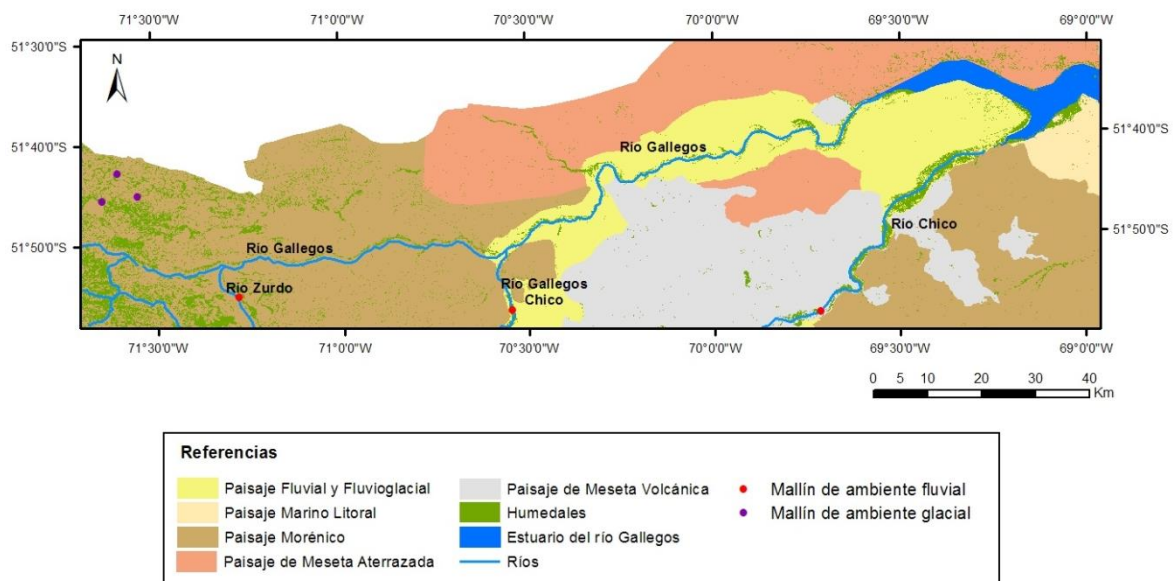 71°30'0"W 71°0'0"W 70°30'0"W 70°0'0"W 69°30'0"W 69°0'0"W
51°30'0"S
N
51°40'0"S
51°40'0"S
Río Gallegos
51°50'0"S
51°50'0"S
Río Gallegos
Río Chico
Río Zurdo
Río Gallegos
Chico
71°30'0"W 71°0'0"W 70°30'0"W 70°0'0"W 69°30'0"W 69°0'0"W
0 5 10 20 30 40
Km
Referencias
Paisaje Fluvial y Fluvioglacial
Paisaje Marino Litoral
Paisaje Morénico
Paisaje de Meseta Aterrazada
Paisaje de Meseta Volcánica
Humedales
Estuario del río Gallegos
Ríos
Mallín de ambiente fluvial
Mallín de ambiente glacial